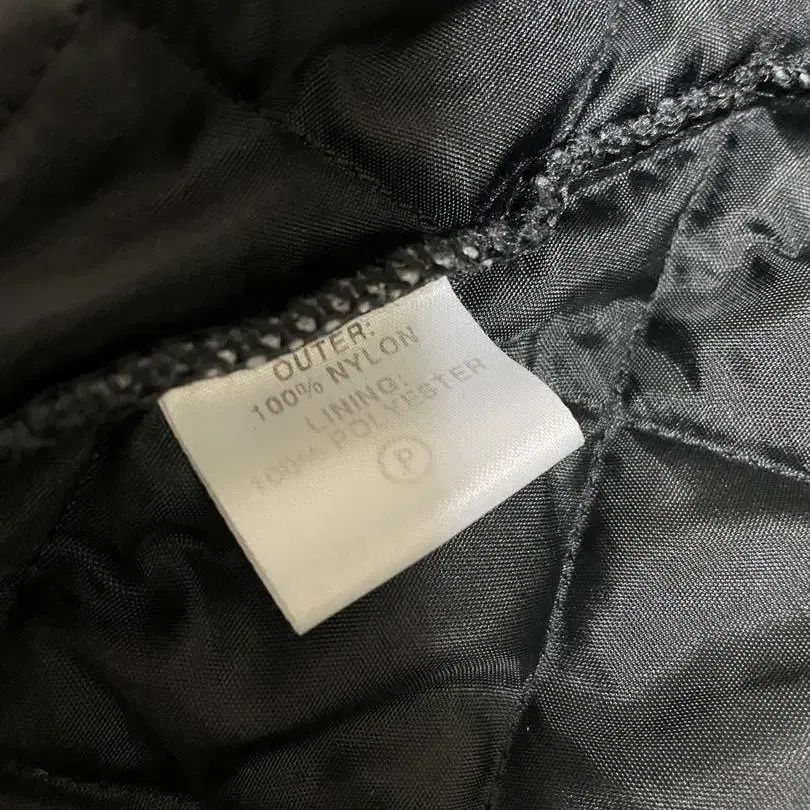 OUTER:
100% NYLON
LINING:
100% POLYESTER
P